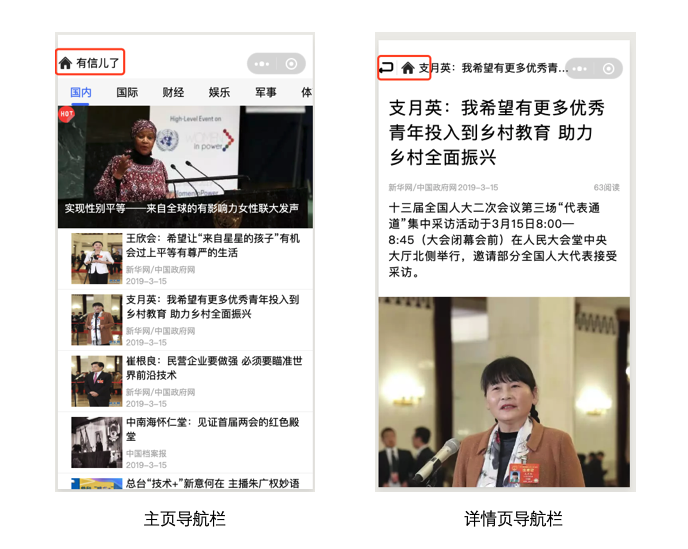 有信儿了
国内 国际 财经 娱乐 军事 体
HOT
High-Level Event on
WOMEN
in power
Women in Power
实现性别平等——来自全球的有影响力女性联大发声
王欣会：希望让“来自星星的孩子”有机
会过上平等有尊严的生活
新华网/中国政府网
2019-3-15
支月英：我希望有更多优秀青年投入到
乡村教育 助力乡村全面振兴
新华网/中国政府网
2019-3-15
崔根良：民营企业要做强 必须要瞄准世
界前沿技术
新华网/中国政府网
2019-3-15
中南海怀仁堂：见证首届两会的红色殿
堂
中国档案报
2019-3-15
总台“技术+”新意何在 主播朱广权妙语
主页导航栏
支月英：我希望有更多优秀青...
支月英：我希望有更多优秀
青年投入到乡村教育 助力
乡村全面振兴
新华网/中国政府网2019-3-15 63阅读
十三届全国人大二次会议第三场“代表通
道”集中采访活动于3月15日8:00—
8:45（大会闭幕会前）在人民大会堂中央
大厅北侧举行，邀请部分全国人大代表接受
采访。
详情页导航栏